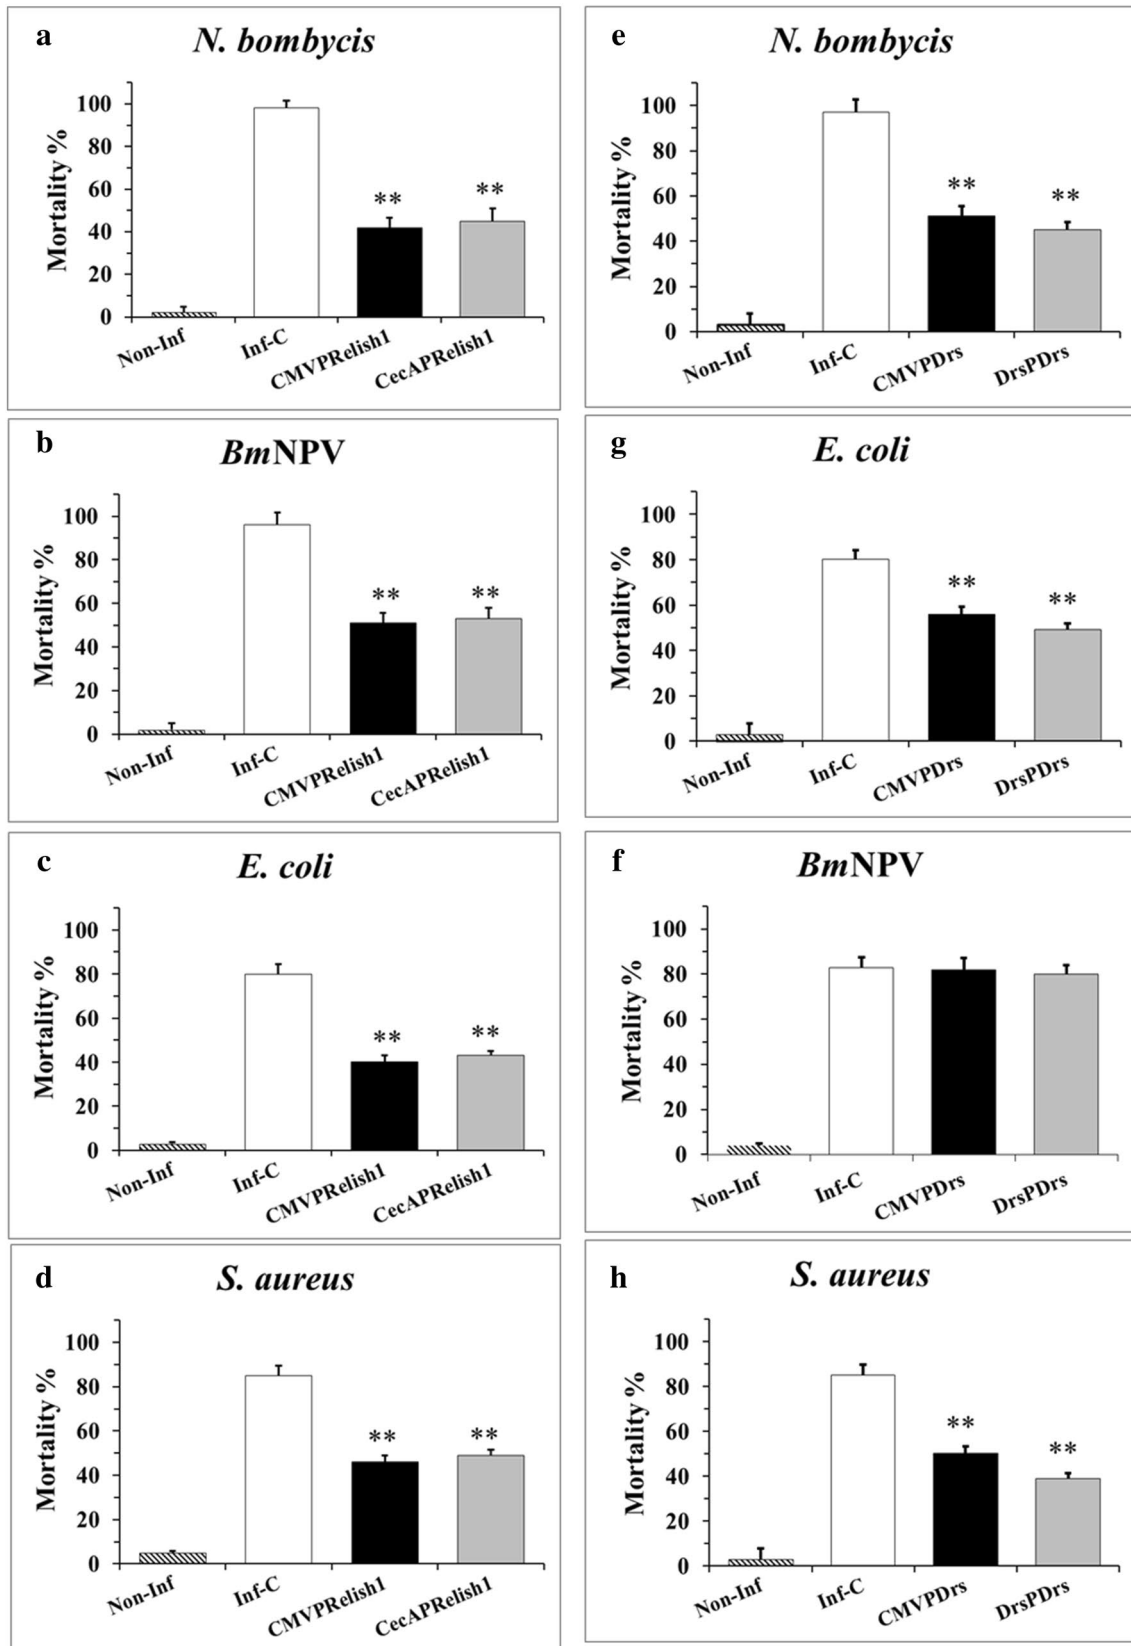 a
N. bombycis
Mortality %
100
80
60
40
20
0
**
**
Non-Inf
Inf-C
CMVPRelish1
CecAPRelish1
b
BmNPV
Mortality %
100
80
60
40
20
0
**
**
Non-Inf
Inf-C
CMVPRelish1
CecAPRelish1
c
E. coli
Mortality %
100
80
60
40
20
0
**
**
Non-Inf
Inf-C
CMVPRelish1
CecAPRelish1
d
S. aureus
Mortality %
100
80
60
40
20
0
**
**
Non-Inf
Inf-C
CMVPRelish1
CecAPRelish1
e
N. bombycis
Mortality %
100
80
60
40
20
0
**
**
Non-Inf
Inf-C
CMVPDrs
DrsPDrs
g
E. coli
Mortality %
100
80
60
40
20
0
**
**
Non-Inf
Inf-C
CMVPDrs
DrsPDrs
f
BmNPV
Mortality %
100
80
60
40
20
0
Non-Inf
Inf-C
CMVPDrs
DrsPDrs
h
S. aureus
Mortality %
100
80
60
40
20
0
**
**
Non-Inf
Inf-C
CMVPDrs
DrsPDrs